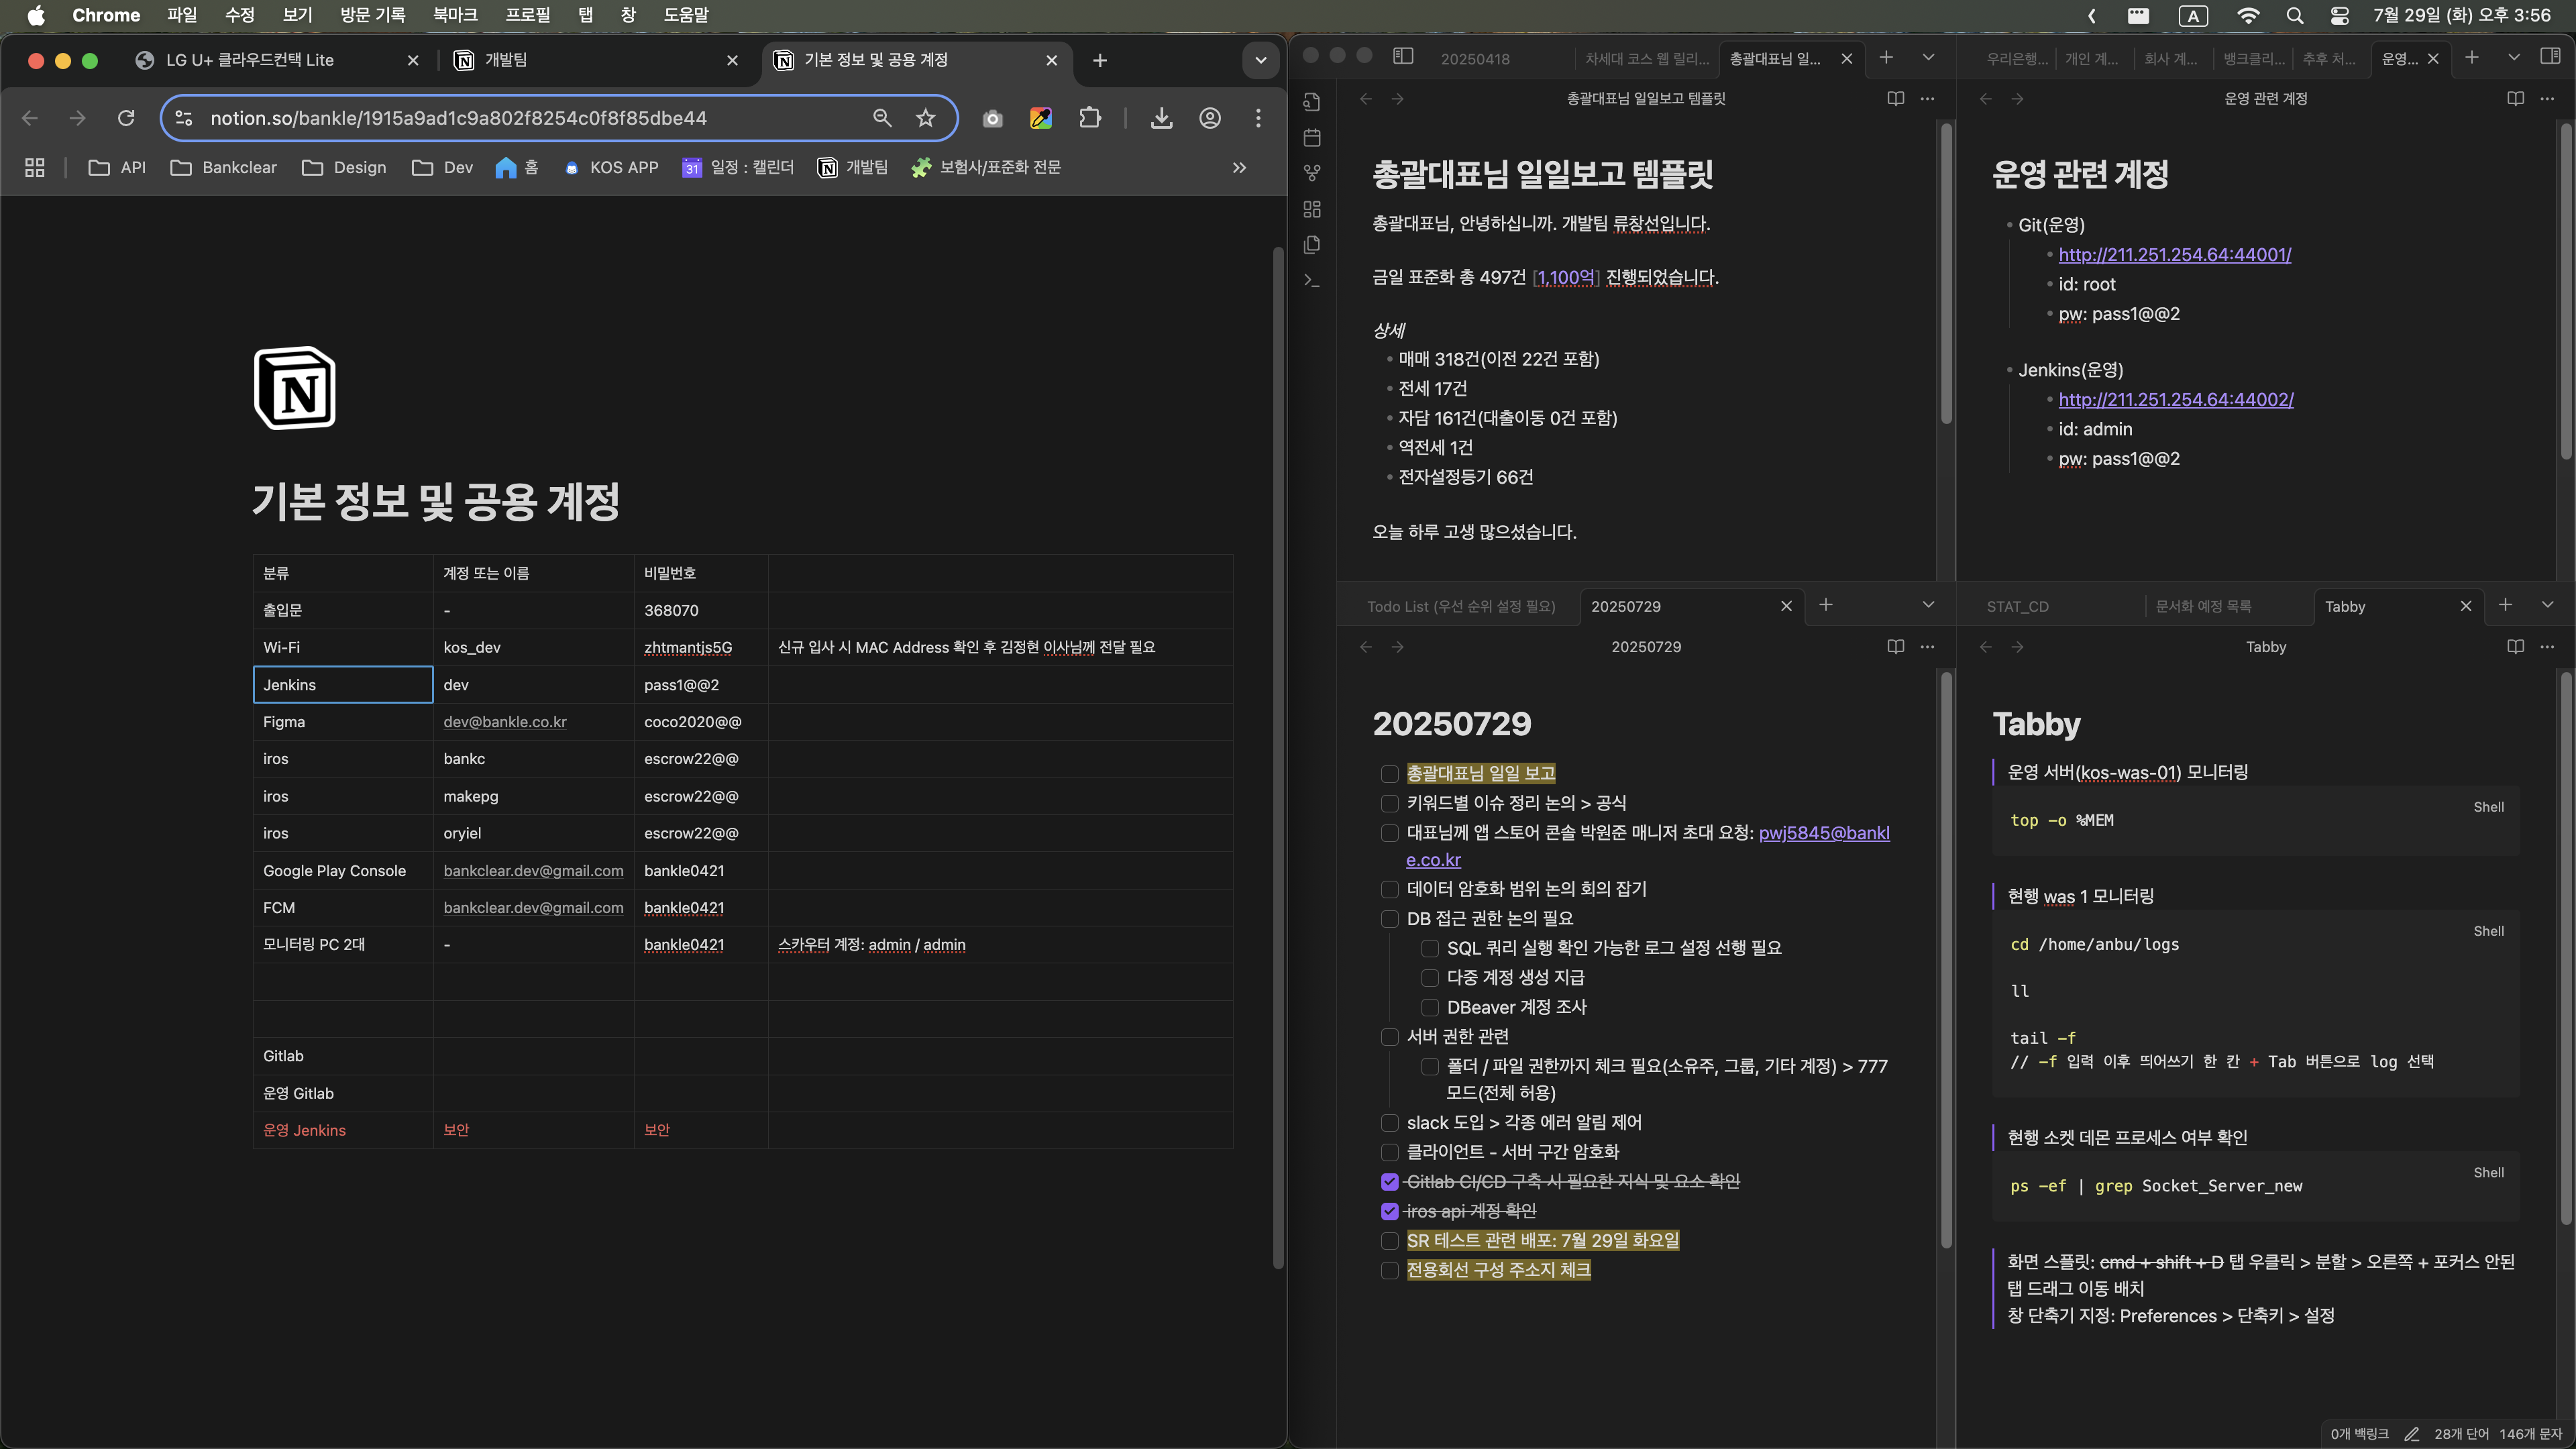 Chrome 파일 수정 보기 방문 기록 북마크 프로필 탭 창 도움말
A 7월 29일 (화) 오후 3:56
LG U+ 클라우드컨택 Lite
개발팀
기본 정보 및 공용 계정
notion.so/bankle/1915a9ad1c9a802f8254c0f8f85dbe44
API Bankclear Design Dev 홈 KOS APP 31 일정 : 캘린더 개발팀 보험사/표준화 전문
기본 정보 및 공용 계정
분류 계정 또는 이름 비밀번호
출입문 - 368070
Wi-Fi kos_dev zhtmantjs5G 신규 입사 시 MAC Address 확인 후 김정현 이사님께 전달 필요
Jenkins dev pass1@@2
Figma dev@bankle.co.kr coco2020@@
iros bankc escrow22@@
iros makepg escrow22@@
iros oryiel escrow22@@
Google Play Console bankclear.dev@gmail.com bankle0421
FCM bankclear.dev@gmail.com bankle0421
모니터링 PC 2대 - bankle0421 스카우터 계정: admin / admin
Gitlab
운영 Gitlab
운영 Jenkins 보안 보안
20250418 차세대 코스 웹 릴리... 총괄대표님 일...
총괄대표님 일일보고 템플릿
총괄대표님 일일보고 템플릿
총괄대표님, 안녕하십니까. 개발팀 류창선입니다.
금일 표준화 총 497건 [1,100억] 진행되었습니다.
상세
매매 318건(이전 22건 포함)
전세 17건
자담 161건(대출이동 0건 포함)
역전세 1건
전자설정등기 66건
오늘 하루 고생 많으셨습니다.
우리은행... 개인 계... 회사 계... 뱅크클리... 추후 처... 운영...
운영 관련 계정
운영 관련 계정
Git(운영)
http://211.251.254.64:44001/
id: root
pw: pass1@@2
Jenkins(운영)
http://211.251.254.64:44002/
id: admin
pw: pass1@@2
Todo List (우선 순위 설정 필요) 20250729
20250729
20250729
총괄대표님 일일 보고
키워드별 이슈 정리 논의 > 공식
대표님께 앱 스토어 콘솔 박원준 매니저 초대 요청: pwj5845@bankl
e.co.kr
데이터 암호화 범위 논의 회의 잡기
DB 접근 권한 논의 필요
SQL 쿼리 실행 확인 가능한 로그 설정 선행 필요
다중 계정 생성 지급
DBeaver 계정 조사
서버 권한 관련
폴더 / 파일 권한까지 체크 필요(소유주, 그룹, 기타 계정) > 777
모드(전체 허용)
slack 도입 > 각종 에러 알림 제어
클라이언트 - 서버 구간 암호화
Gitlab CI/CD 구축 시 필요한 지식 및 요소 확인
iros api 계정 확인
SR 테스트 관련 배포: 7월 29일 화요일
전용회선 구성 주소지 체크
STAT_CD 문서화 예정 목록 Tabby
Tabby
Tabby
운영 서버(kos-was-01) 모니터링
Shell
top -o %MEM
현행 was 1 모니터링
Shell
cd /home/anbu/logs
ll
tail -f
// -f 입력 이후 띄어쓰기 한 칸 + Tab 버튼으로 log 선택
현행 소켓 데몬 프로세스 여부 확인
Shell
ps -ef | grep Socket_Server_new
화면 스플릿: cmd + shift + D 탭 우클릭 > 분할 > 오른쪽 + 포커스 안된
탭 드래그 이동 배치
창 단축기 지정: Preferences > 단축키 > 설정
0개 백링크 28개 단어 146개 문자